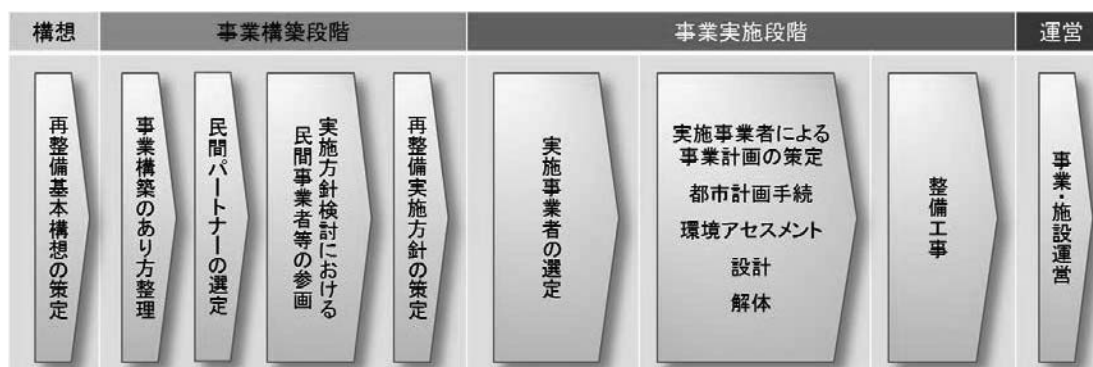 構想
事業構築段階
事業実施段階
運営
再整備基本構想の策定
事業構築のあり方整理
民間パートナーの選定
実施方針検討における
民間事業者等の参画
再整備実施方針の策定
実施事業者の選定
実施事業者による
事業計画の策定
都市計画手続
環境アセスメント
設計
解体
整備工事
事業・施設運営